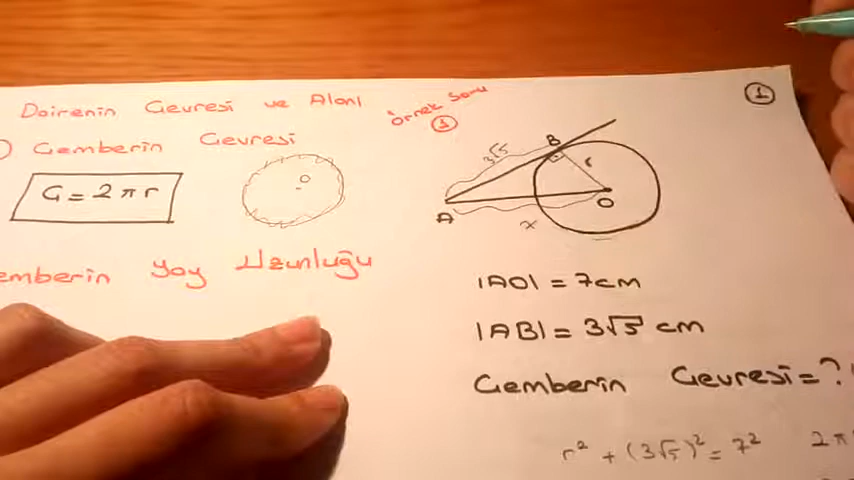 Dairenin Çevresi ve Alanı
Çemberin Çevresi
Ç = 2πr
O
Çemberin Yay Uzunluğu
Örnek Soru
1
1
3√5
B
r
A
x
O
|AO| = 7cm
|AB| = 3√5 cm
Çemberin Çevresi = ?
r² + (3√5)² = 7²
2π